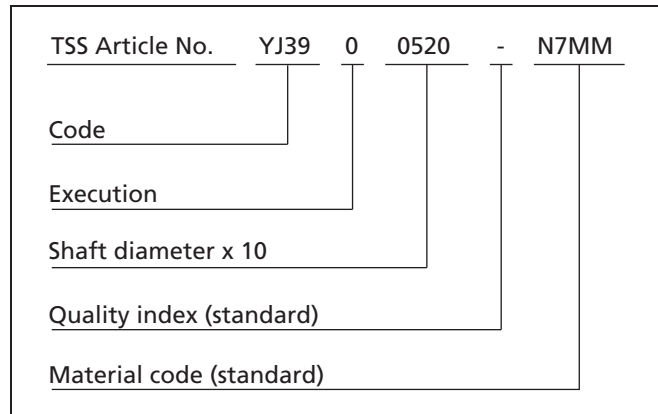 TSS Article No. YJ39 0 0520 - N7MM
Code
Execution
Shaft diameter x 10
Quality index (standard)
Material code (standard)